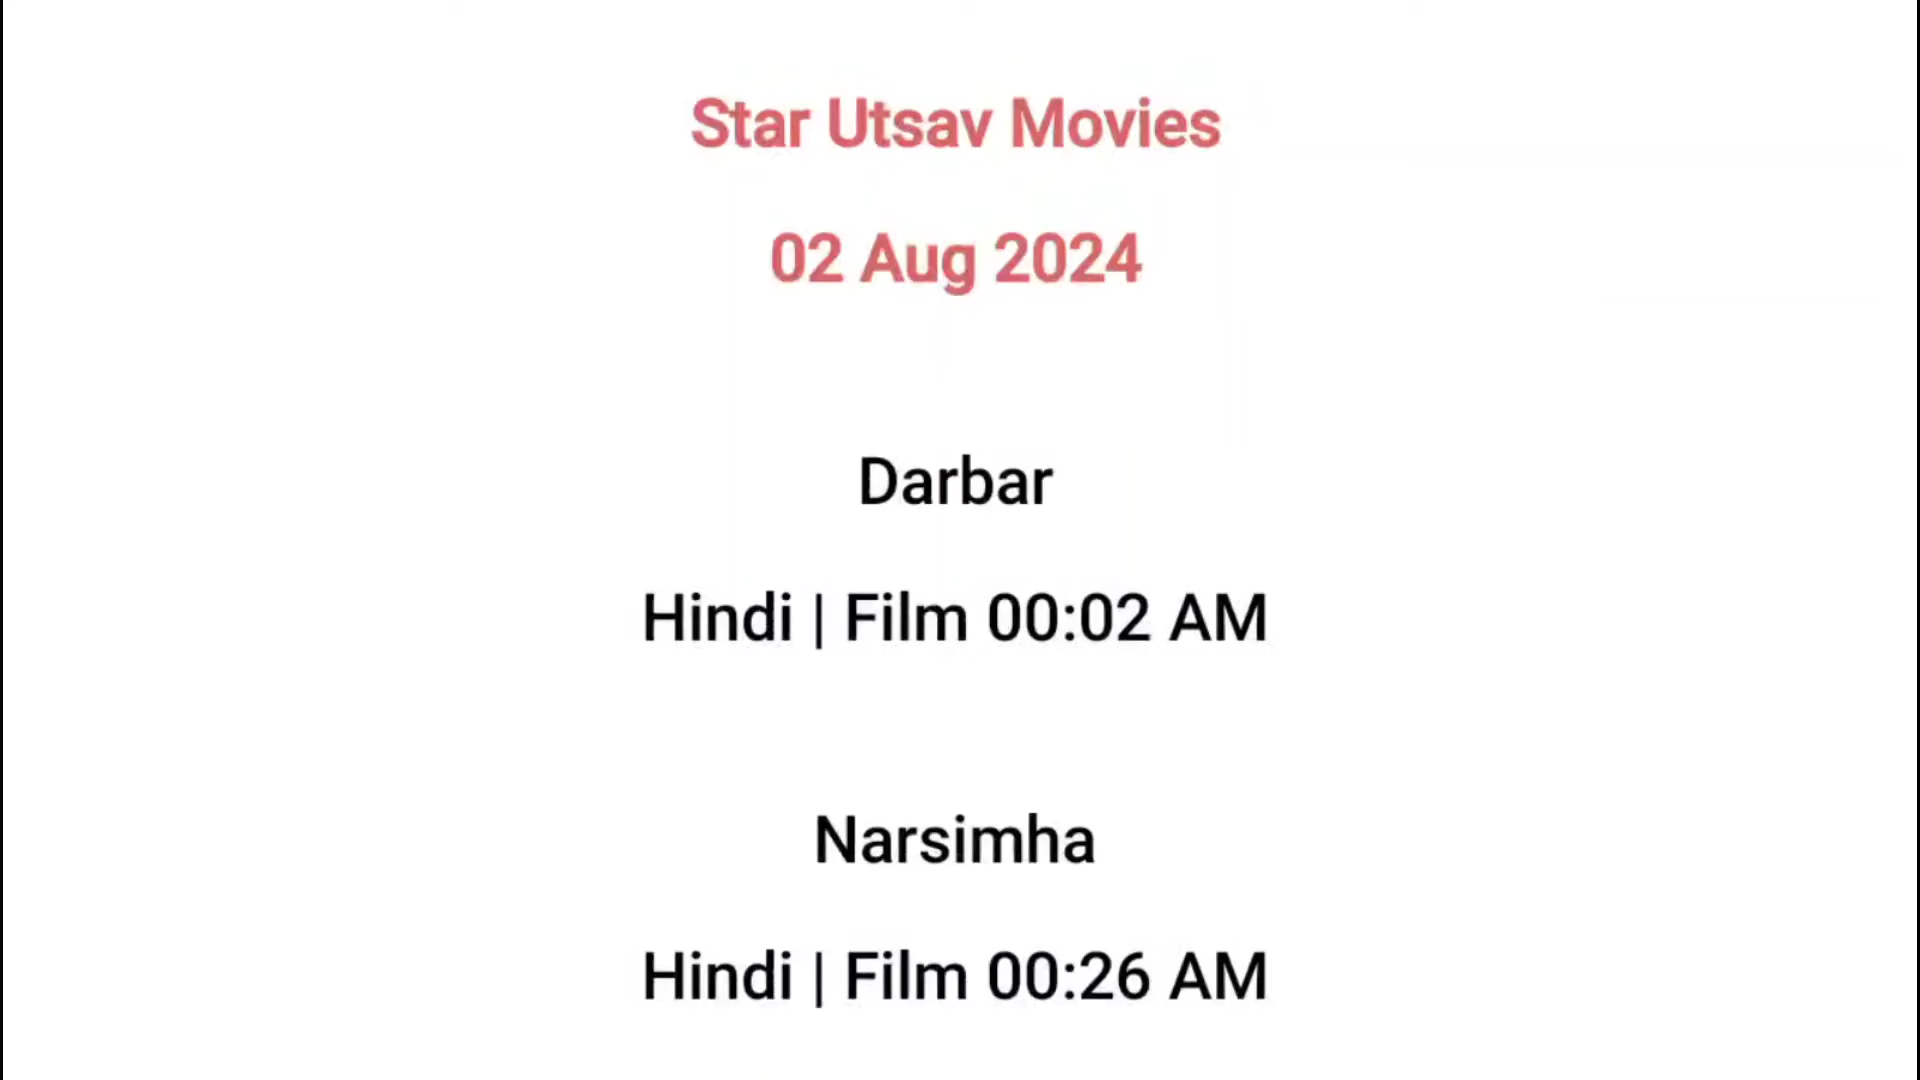 Star Utsav Movies
02 Aug 2024
Darbar
Hindi | Film 00:02 AM
Narsimha
Hindi | Film 00:26 AM